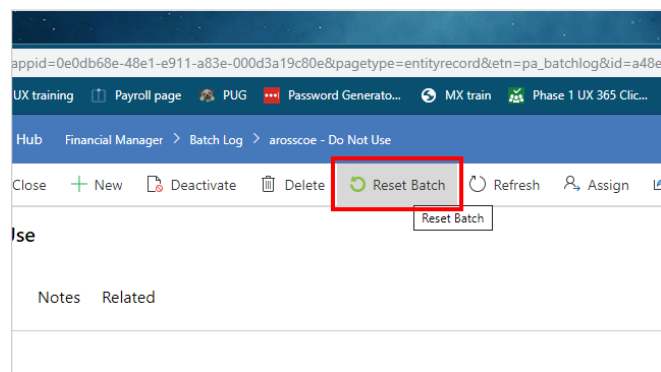 appid=0e0db68e-48e1-e911-a83e-000d3a19c80e&pagetype=entityrecord&etn=pa_batchlog&id=a48e
UX training Payroll page PUG Password Generato... MX train Phase 1 UX 365 Clic...
Hub Financial Manager > Batch Log > arosscoe - Do Not Use
Close New Deactivate Delete Reset Batch Refresh Assign
Reset Batch
Use
Notes Related